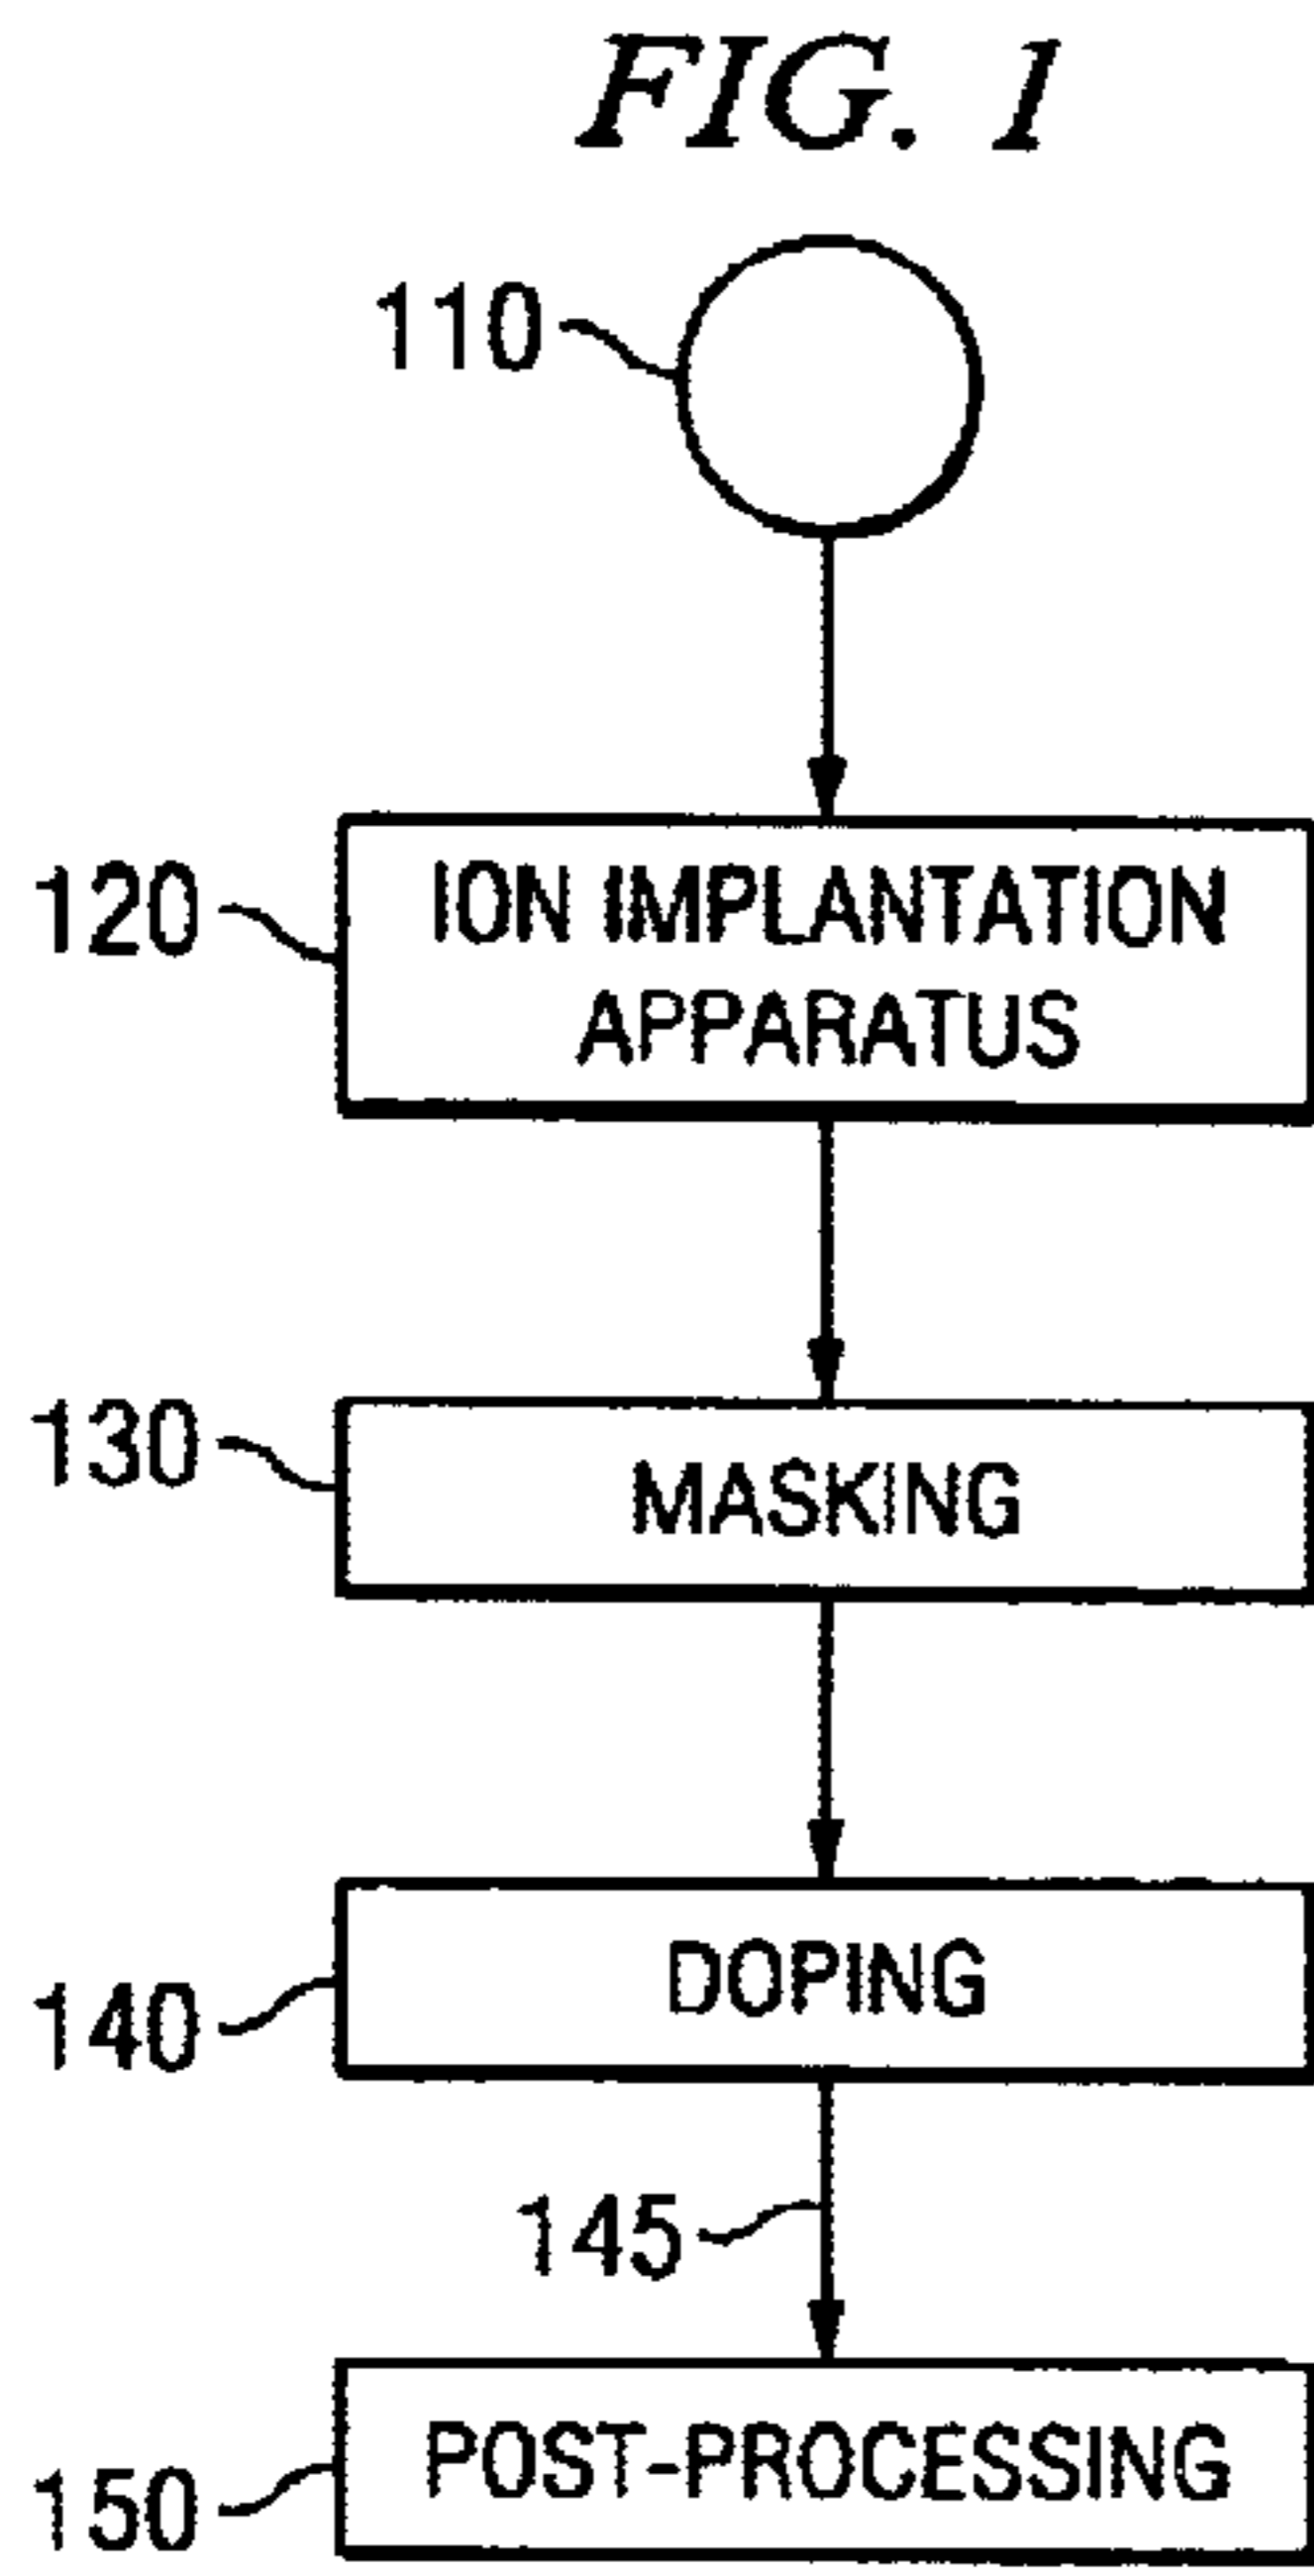 FIG. 1
110
120
ION IMPLANTATION
APPARATUS
130
MASKING
140
DOPING
145
150
POST-PROCESSING